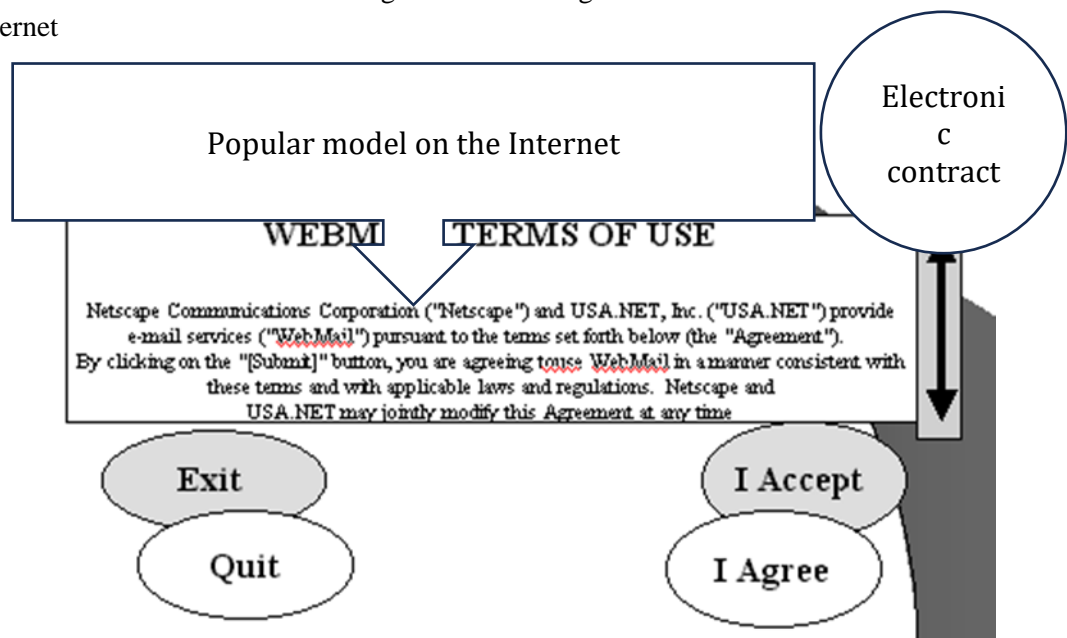 ernet
Popular model on the Internet
Electroni
c
contract
WEBM TERMS OF USE
Netscape Communications Corporation ("Netscape") and USA.NET, Inc. ("USA.NET") provide
e-mail services ("WebMail") pursuant to the terms set forth below (the "Agreement").
By clicking on the "[Submit]" button, you are agreeing touse WebMail in a manner consistent with
these terms and with applicable laws and regulations. Netscape and
USA.NET may jointly modify this Agreement at any time
Exit
I Accept
Quit
I Agree